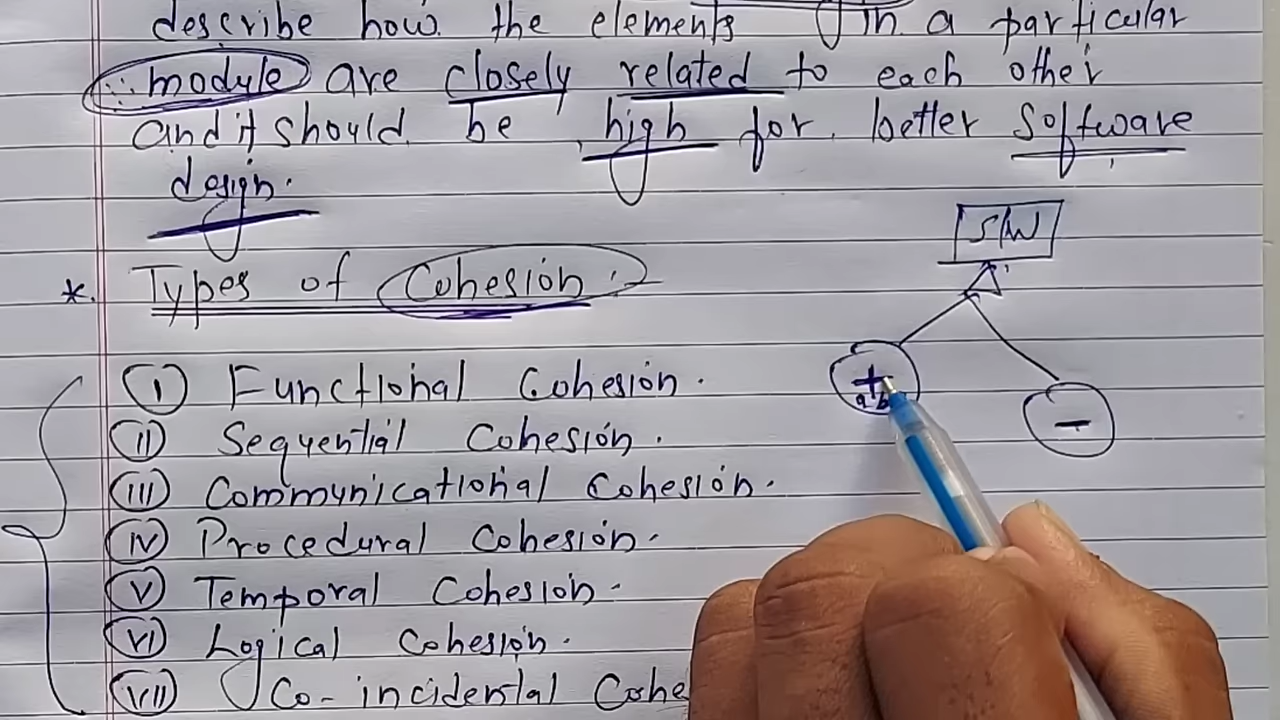 describe how the elements in a particular
module are closely related to each other
and it should be high for better software
design.
S/W
*. Types of Cohesion :-
(I) Functional Cohesion.
+
a b
-
(II) Sequential Cohesion.
(III) Communicational Cohesion.
(IV) Procedural Cohesion.
(V) Temporal Cohesion.
(VI) Logical Cohesion.
(VII) Co-incidental Cohe